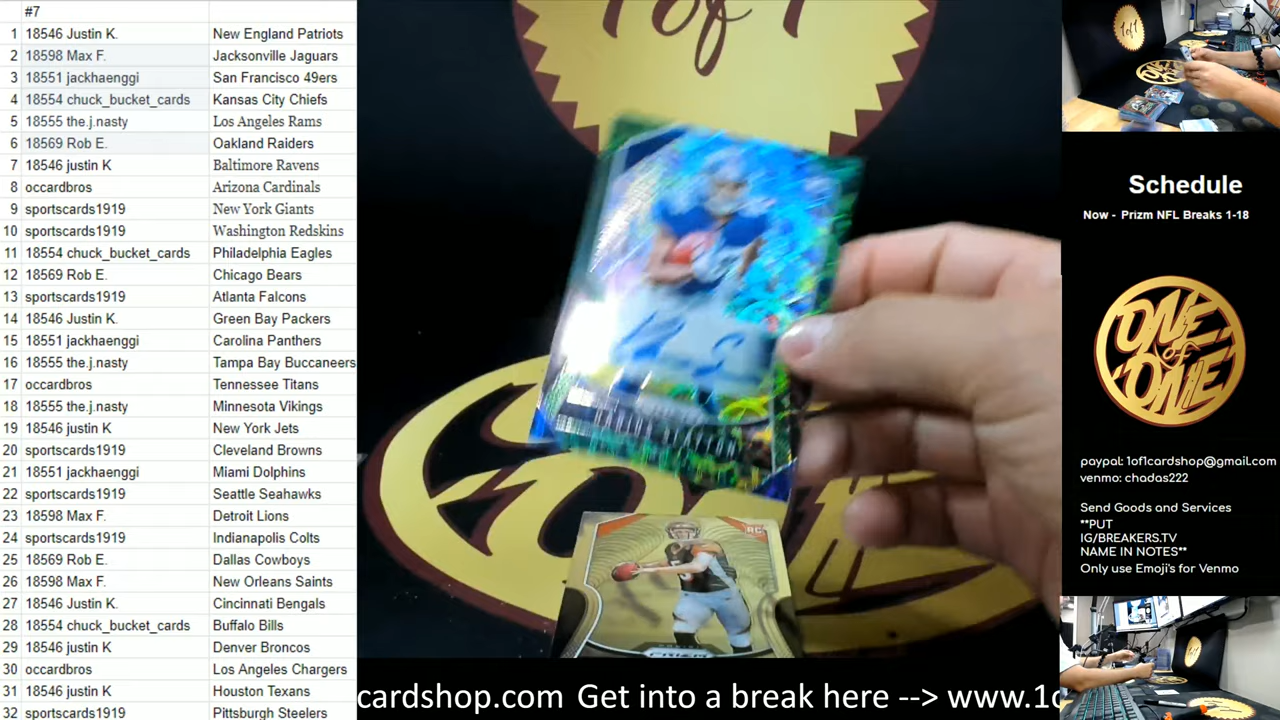 #7
1 18546 Justin K. New England Patriots
2 18598 Max F. Jacksonville Jaguars
3 18551 jackhaenggi San Francisco 49ers
4 18554 chuck_bucket_cards Kansas City Chiefs
5 18555 the.j.nasty Los Angeles Rams
6 18569 Rob E. Oakland Raiders
7 18546 justin K Baltimore Ravens
8 occardbros Arizona Cardinals
9 sportscards1919 New York Giants
10 sportscards1919 Washington Redskins
11 18554 chuck_bucket_cards Philadelphia Eagles
12 18569 Rob E. Chicago Bears
13 sportscards1919 Atlanta Falcons
14 18546 Justin K. Green Bay Packers
15 18551 jackhaenggi Carolina Panthers
16 18555 the.j.nasty Tampa Bay Buccaneers
17 occardbros Tennessee Titans
18 18555 the.j.nasty Minnesota Vikings
19 18546 justin K New York Jets
20 sportscards1919 Cleveland Browns
21 18551 jackhaenggi Miami Dolphins
22 sportscards1919 Seattle Seahawks
23 18598 Max F. Detroit Lions
24 sportscards1919 Indianapolis Colts
25 18569 Rob E. Dallas Cowboys
26 18598 Max F. New Orleans Saints
27 18546 Justin K. Cincinnati Bengals
28 18554 chuck_bucket_cards Buffalo Bills
29 18546 justin K Denver Broncos
30 occardbros Los Angeles Chargers
31 18546 justin K Houston Texans
32 sportscards1919 Pittsburgh Steelers
1 of 1
RC
PRIZM
cardshop.com Get into a break here --> www.1o
1 of 1
Schedule
Now - Prizm NFL Breaks 1-18
ONE
of
ONE
paypal: 1of1cardshop@gmail.com
venmo: chadas222
Send Goods and Services
**PUT
IG/BREAKERS.TV
NAME IN NOTES**
Only use Emoji's for Venmo